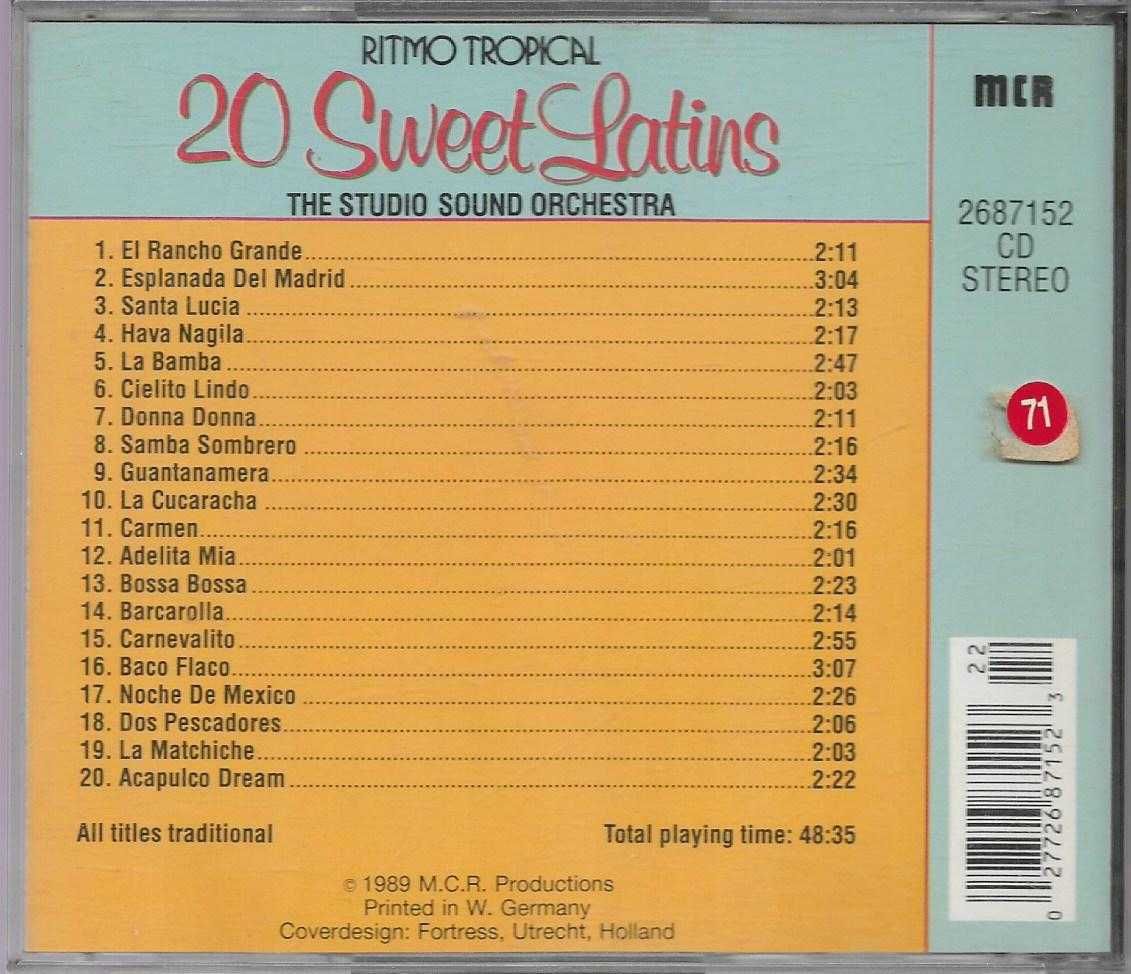 RITMO TROPICAL
20 Sweet Latins
THE STUDIO SOUND ORCHESTRA
MCR
2687152
CD
STEREO
71
1. El Rancho Grande 2:11
2. Esplanada Del Madrid 3:04
3. Santa Lucia 2:13
4. Hava Nagila 2:17
5. La Bamba 2:47
6. Cielito Lindo 2:03
7. Donna Donna 2:11
8. Samba Sombrero 2:16
9. Guantanamera 2:34
10. La Cucaracha 2:30
11. Carmen 2:16
12. Adelita Mia 2:01
13. Bossa Bossa 2:23
14. Barcarolla 2:14
15. Carnevalito 2:55
16. Baco Flaco 3:07
17. Noche De Mexico 2:26
18. Dos Pescadores 2:06
19. La Matchiche 2:03
20. Acapulco Dream 2:22
All titles traditional Total playing time: 48:35
© 1989 M.C.R. Productions
Printed in W. Germany
Coverdesign: Fortress, Utrecht, Holland
22
0 27726 87152 3